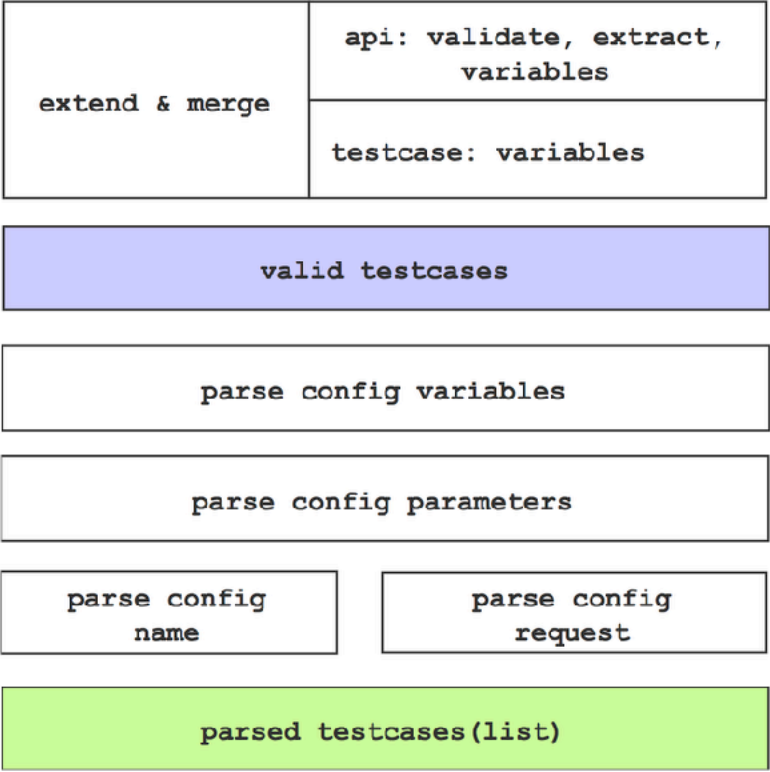 extend & merge
api: validate, extract,
variables
testcase: variables
valid testcases
parse config variables
parse config parameters
parse config
name
parse config
request
parsed testcases(list)